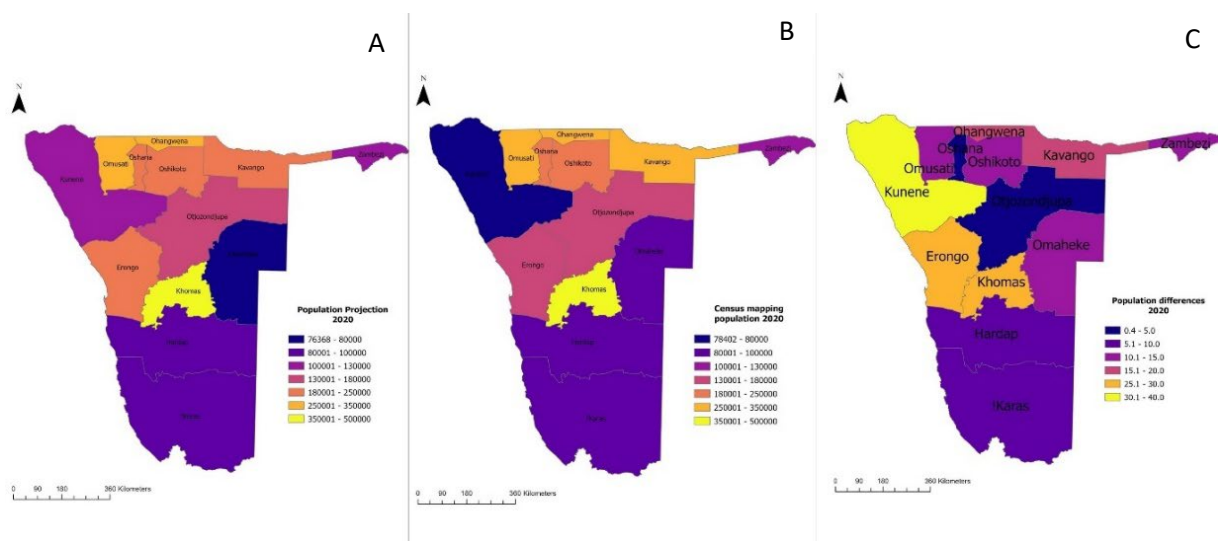 A
N
Ohangwena
Omusati
Oshana
Oshikoto
Kavango
Zambezi
Kunene
Otjozondjupa
Erongo
Khomas
Hardap
Population Projection
2020
76368 - 80000
80001 - 100000
100001 - 130000
130001 - 180000
180001 - 250000
250001 - 350000
350001 - 500000
0 90 180 360 Kilometers
B
N
Ohangwena
Omusati
Oshana
Oshikoto
Kavango
Zambezi
Kunene
Otjozondjupa
Omaheke
Erongo
Khomas
Hardap
!Karas
Census mapping
population 2020
78402 - 80000
80001 - 100000
100001 - 130000
130001 - 180000
180001 - 250000
250001 - 350000
350001 - 500000
0 90 180 360 Kilometers
C
N
Ohangwena
Oshana
Oshikoto
Omusati
Kavango
Zambezi
Kunene
Otjozondjupa
Omaheke
Erongo
Khomas
Hardap
!Karas
Population differences
2020
0.4 - 5.0
5.1 - 10.0
10.1 - 15.0
15.1 - 20.0
25.1 - 30.0
30.1 - 40.0
0 90 180 360 Kilometers